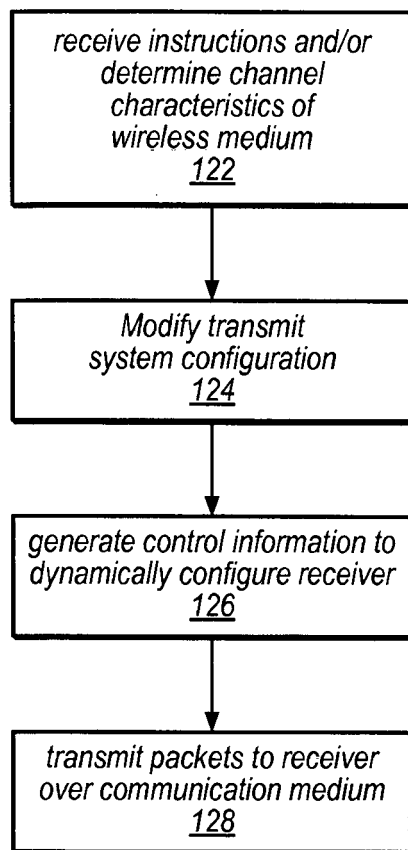 receive instructions and/or
determine channel
characteristics of
wireless medium
122
Modify transmit
system configuration
124
generate control information to
dynamically configure receiver
126
transmit packets to receiver
over communication medium
128